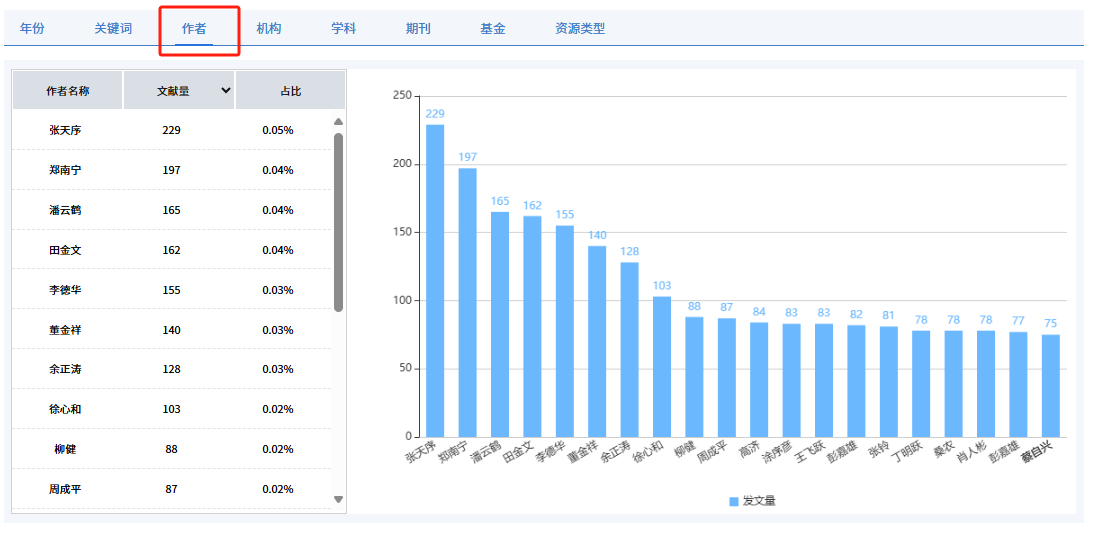 年份 关键词 作者 机构 学科 期刊 基金 资源类型
作者名称 文献量 占比
张天序 229 0.05%
郑南宁 197 0.04%
潘云鹤 165 0.04%
田金文 162 0.04%
李德华 155 0.03%
董金祥 140 0.03%
余正涛 128 0.03%
徐心和 103 0.02%
柳健 88 0.02%
周成平 87 0.02%
250
200
150
100
50
0
229 197 165 162 155 140 128 103 88 87 84 83 83 82 81 78 78 78 77 75
张天序 郑南宁 潘云鹤 田金文 李德华 董金祥 余正涛 徐心和 柳健 周成平 高济 涂序彦 王飞跃 彭嘉雄 张铃 丁明跃 桑农 肖人彬 彭嘉雄 蔡自兴
发文量